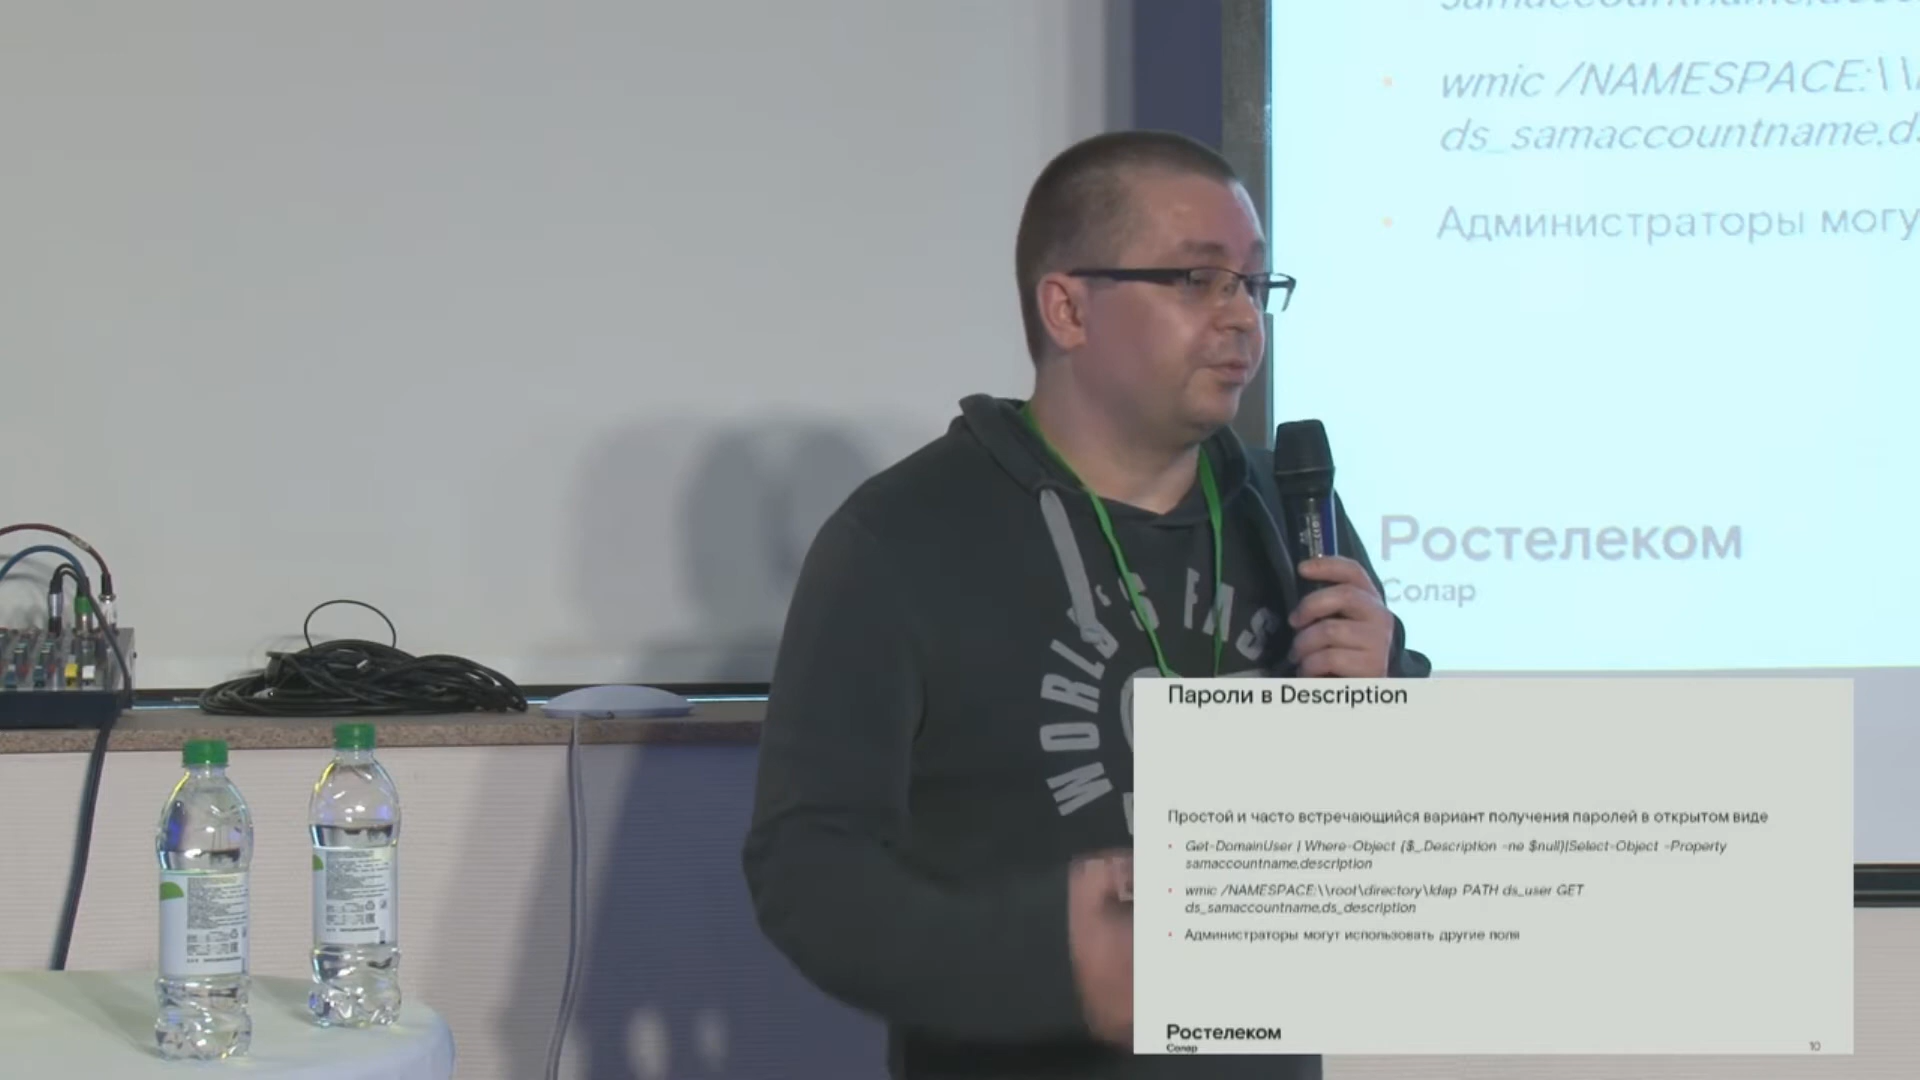 wmic /NAMESPACE:\\
ds_samaccountname,d
Администраторы могу
Ростелеком
Солар
WORLD'S FAS
Пароли в Description
Простой и часто встречающийся вариант получения паролей в открытом виде
Get-DomainUser | Where-Object {$_.Description -ne $null}|Select-Object -Property
samaccountname,description
wmic /NAMESPACE:\\root\directory\ldap PATH ds_user GET
ds_samaccountname,ds_description
Администраторы могут использовать другие поля
Ростелеком
Солар
10